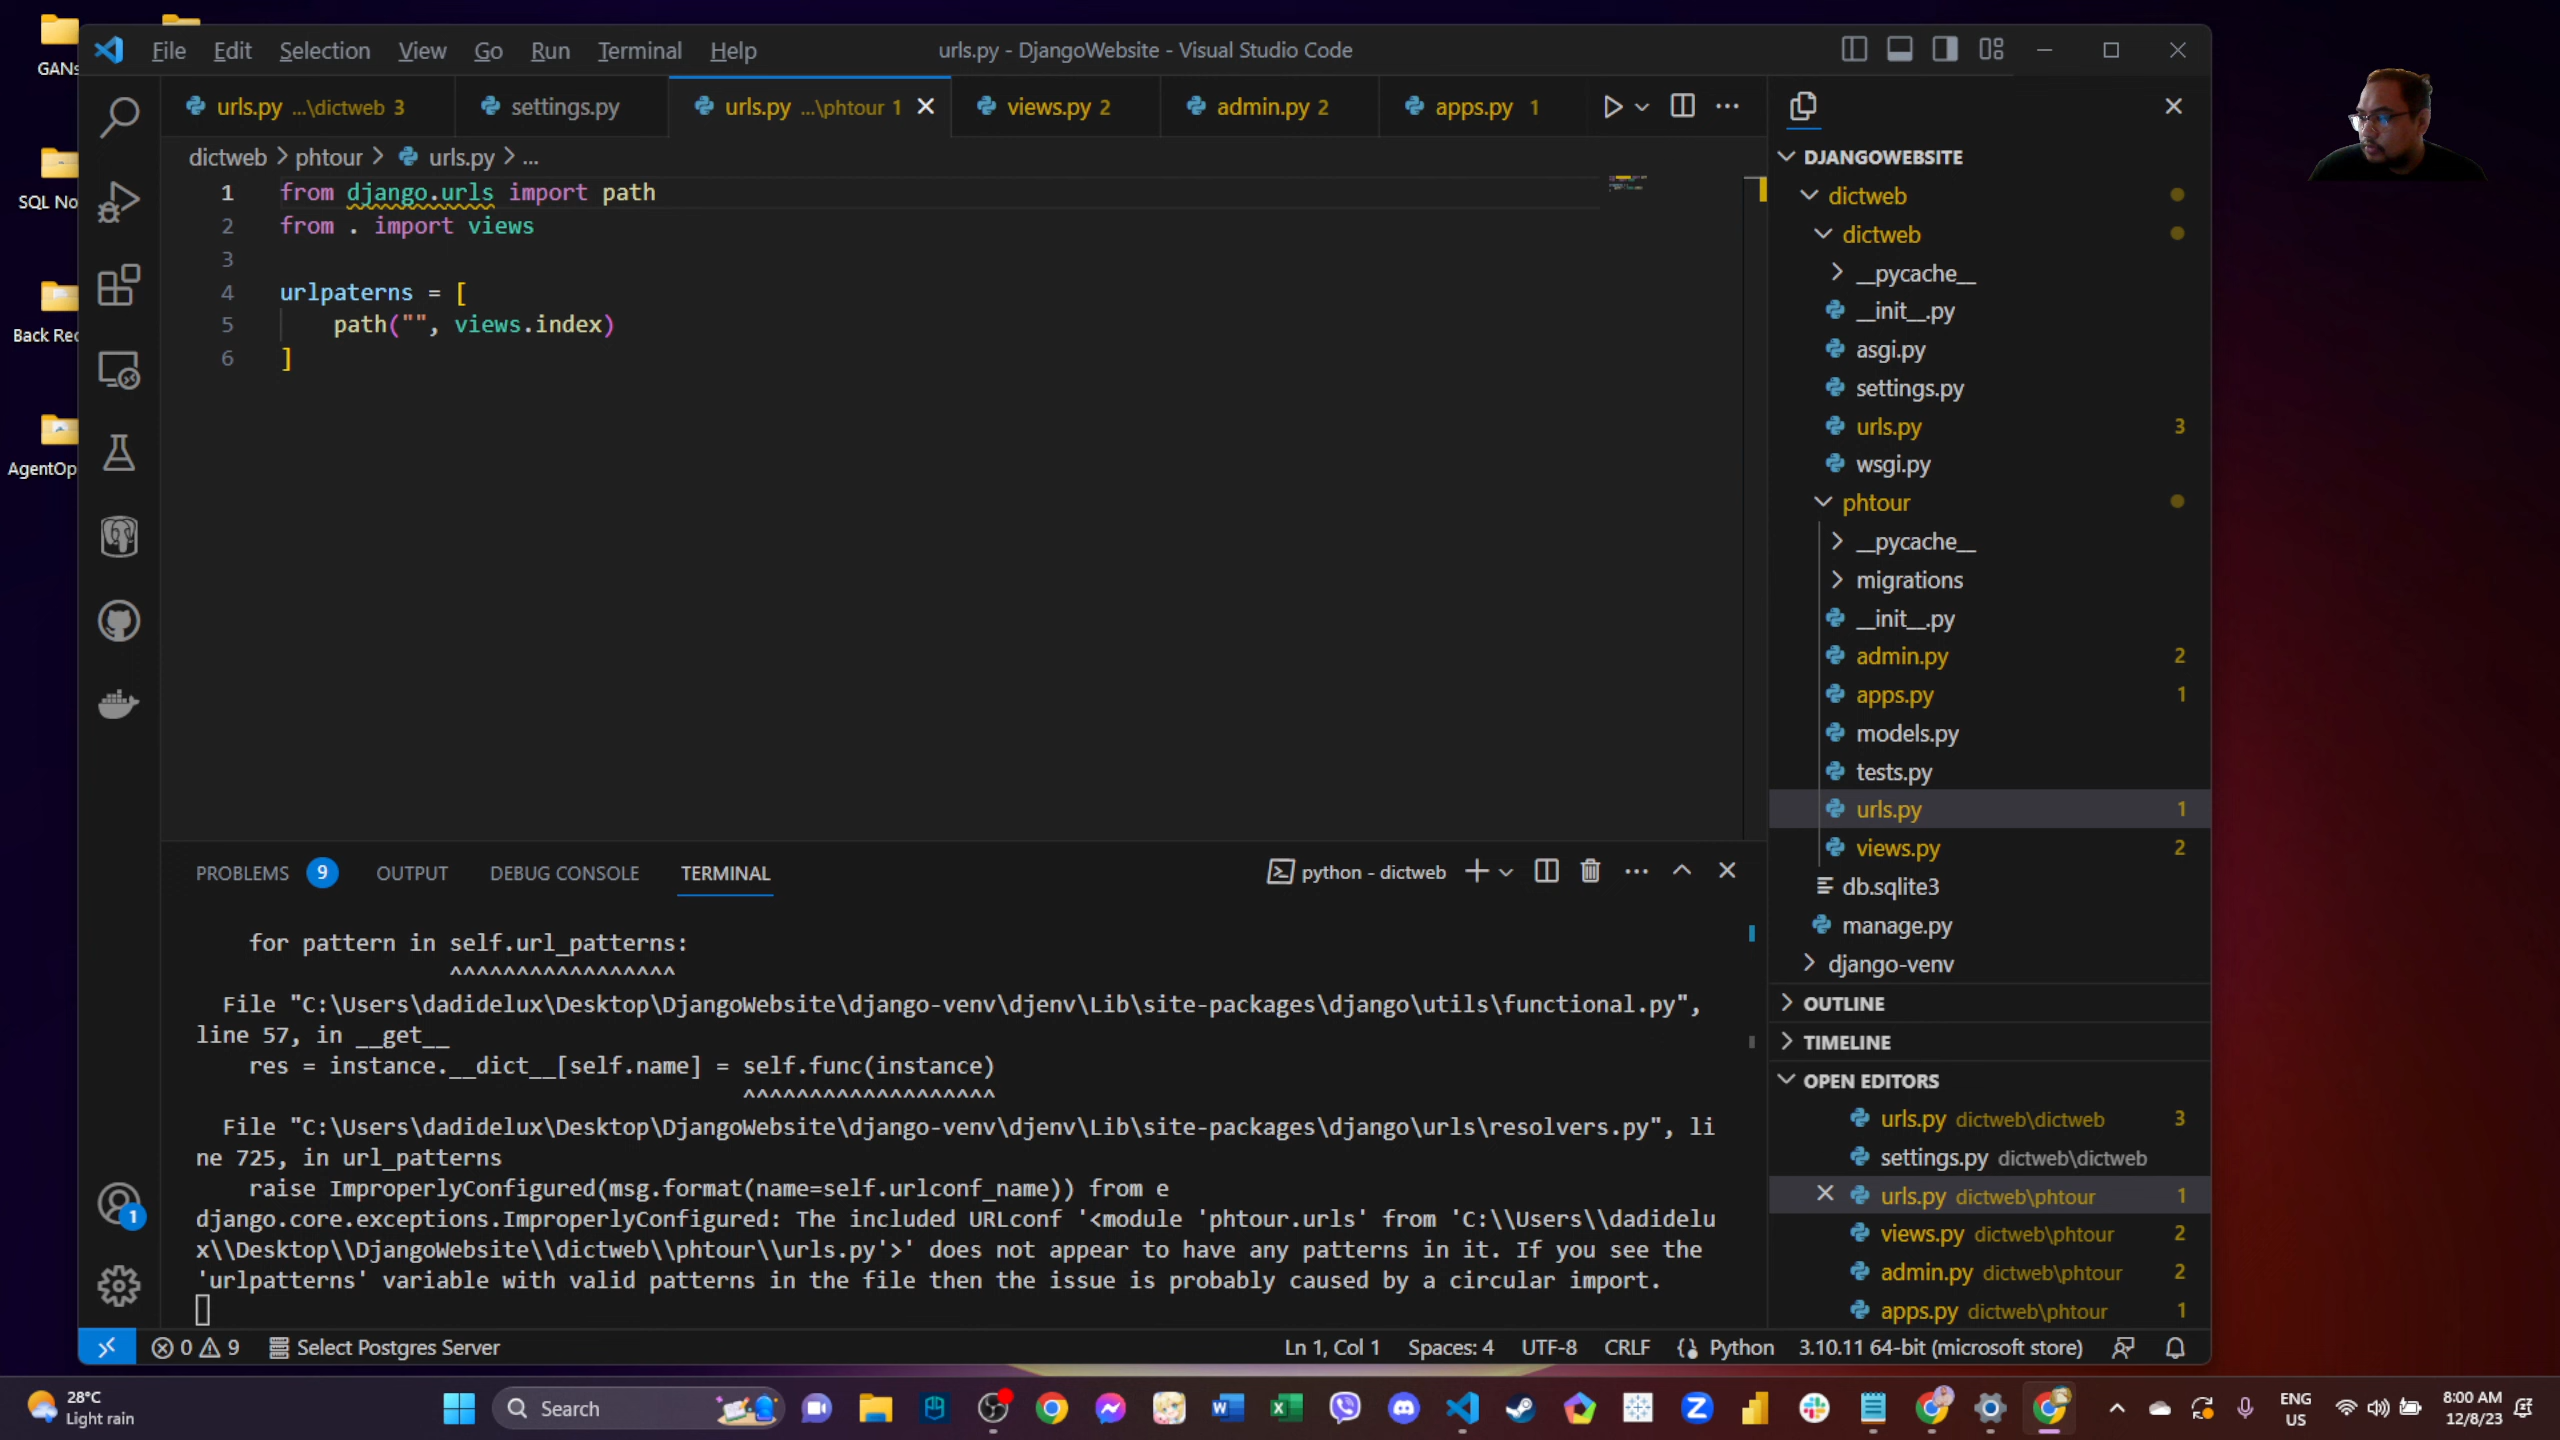 GANs
SQL No
Back Rec
AgentOp
File Edit Selection View Go Run Terminal Help
urls.py - DjangoWebsite - Visual Studio Code
urls.py ...\dictweb 3
settings.py
urls.py ...\phtour 1
views.py 2
admin.py 2
apps.py 1
dictweb > phtour > urls.py > ...
1 from django.urls import path
2 from . import views
3
4 urlpaterns = [
5 path("", views.index)
6 ]
DJANGOWEBSITE
dictweb
dictweb
__pycache__
__init__.py
asgi.py
settings.py
urls.py 3
wsgi.py
phtour
__pycache__
migrations
__init__.py
admin.py 2
apps.py 1
models.py
tests.py
urls.py 1
views.py 2
db.sqlite3
manage.py
django-venv
OUTLINE
TIMELINE
OPEN EDITORS
urls.py dictweb\dictweb 3
settings.py dictweb\dictweb
urls.py dictweb\phtour 1
views.py dictweb\phtour 2
admin.py dictweb\phtour 2
apps.py dictweb\phtour 1
PROBLEMS 9 OUTPUT DEBUG CONSOLE TERMINAL
python - dictweb
for pattern in self.url_patterns:
^^^^^^^^^^^^^^^^^
File "C:\Users\dadidelux\Desktop\DjangoWebsite\django-venv\djenv\Lib\site-packages\django\utils\functional.py",
line 57, in __get__
res = instance.__dict__[self.name] = self.func(instance)
^^^^^^^^^^^^^^^^^^^
File "C:\Users\dadidelux\Desktop\DjangoWebsite\django-venv\djenv\Lib\site-packages\django\urls\resolvers.py", li
ne 725, in url_patterns
raise ImproperlyConfigured(msg.format(name=self.urlconf_name)) from e
django.core.exceptions.ImproperlyConfigured: The included URLconf '<module 'phtour.urls' from 'C:\\Users\\dadidelu
x\\Desktop\\DjangoWebsite\\dictweb\\phtour\\urls.py'>' does not appear to have any patterns in it. If you see the
'urlpatterns' variable with valid patterns in the file then the issue is probably caused by a circular import.
1
0 9 Select Postgres Server
Ln 1, Col 1 Spaces: 4 UTF-8 CRLF Python 3.10.11 64-bit (microsoft store)
28°C
Light rain
Search
ENG
US
8:00 AM
12/8/23